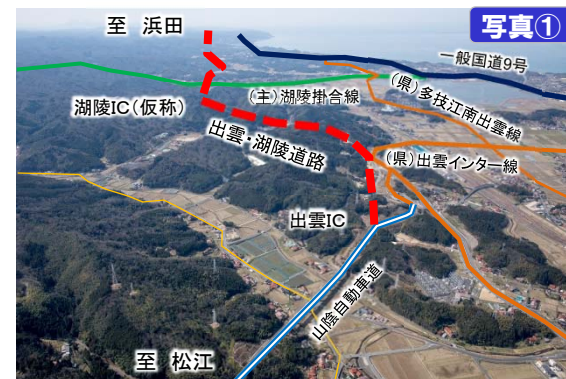 写真①
至 浜田
一般国道9号
(主)湖陵掛合線
(県)多技江南出雲線
湖陵IC(仮称)
出雲・湖陵道路
(県)出雲インター線
出雲IC
山陰自動車道
至 松江